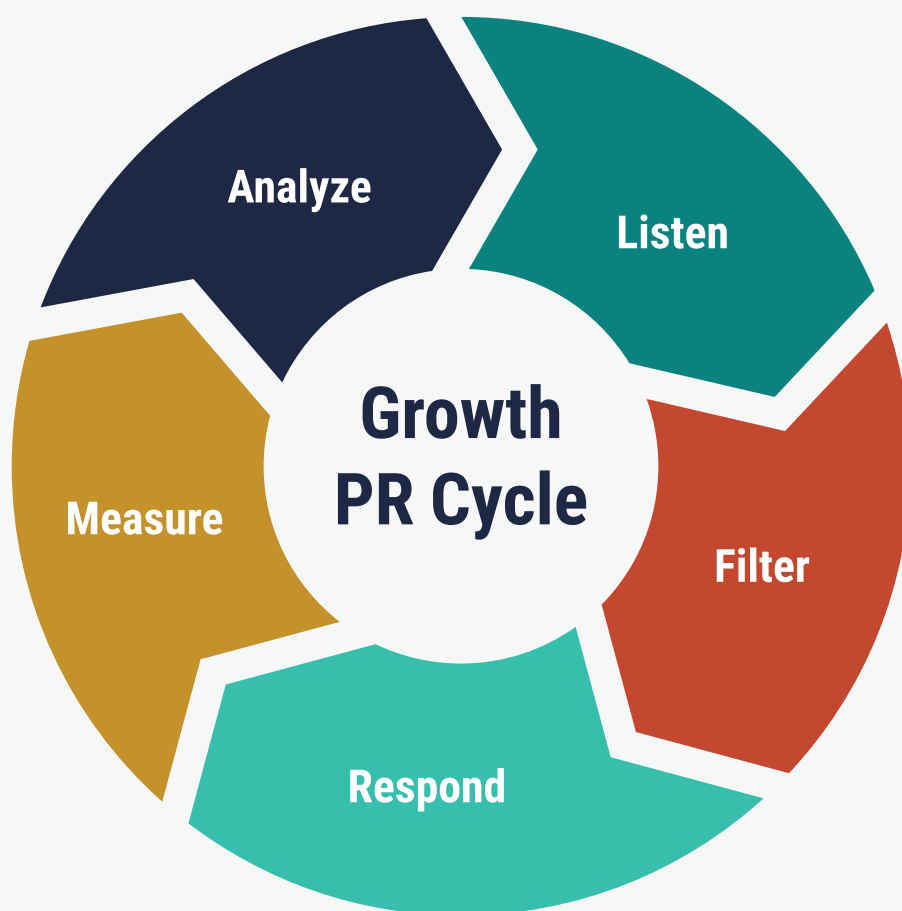 Analyze
Listen
Growth
PR Cycle
Measure
Filter
Respond